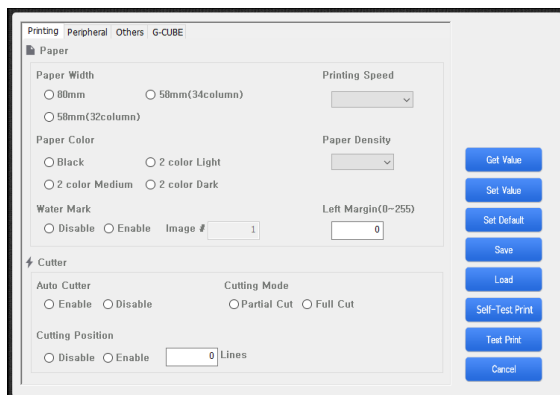 Printing Peripheral Others G-CUBE
Paper
Paper Width
Printing Speed
80mm
58mm(34column)
58mm(32column)
Paper Color
Paper Density
Black
2 color Light
2 color Medium
2 color Dark
Water Mark
Left Margin(0~255)
Disable
Enable
Image #
1
0
Cutter
Auto Cutter
Cutting Mode
Enable
Disable
Partial Cut
Full Cut
Cutting Position
Disable
Enable
0 Lines
Get Value
Set Value
Set Default
Save
Load
Self-Test Print
Test Print
Cancel